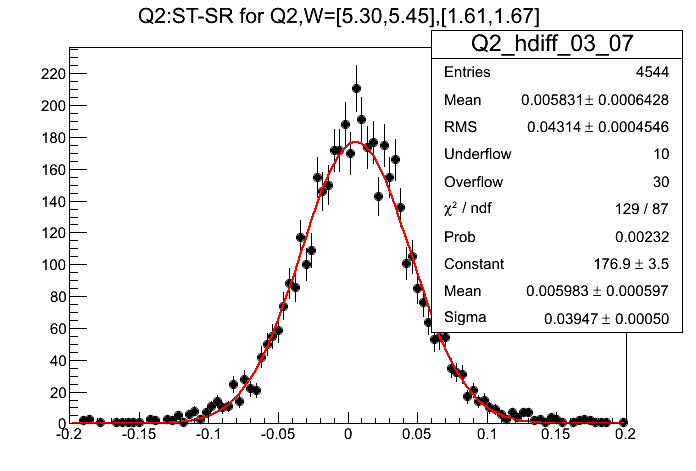 Q2:ST-SR for Q2,W=[5.30,5.45],[1.61,1.67]
Q2_hdiff_03_07
Entries 4544
Mean 0.005831± 0.0006428
RMS 0.04314 ± 0.0004546
Underflow 10
Overflow 30
χ² / ndf 129 / 87
Prob 0.00232
Constant 176.9 ± 3.5
Mean 0.005983 ± 0.000597
Sigma 0.03947 ± 0.00050
220
200
180
160
140
120
100
80
60
40
20
0
-0.2 -0.15 -0.1 -0.05 0 0.05 0.1 0.15 0.2